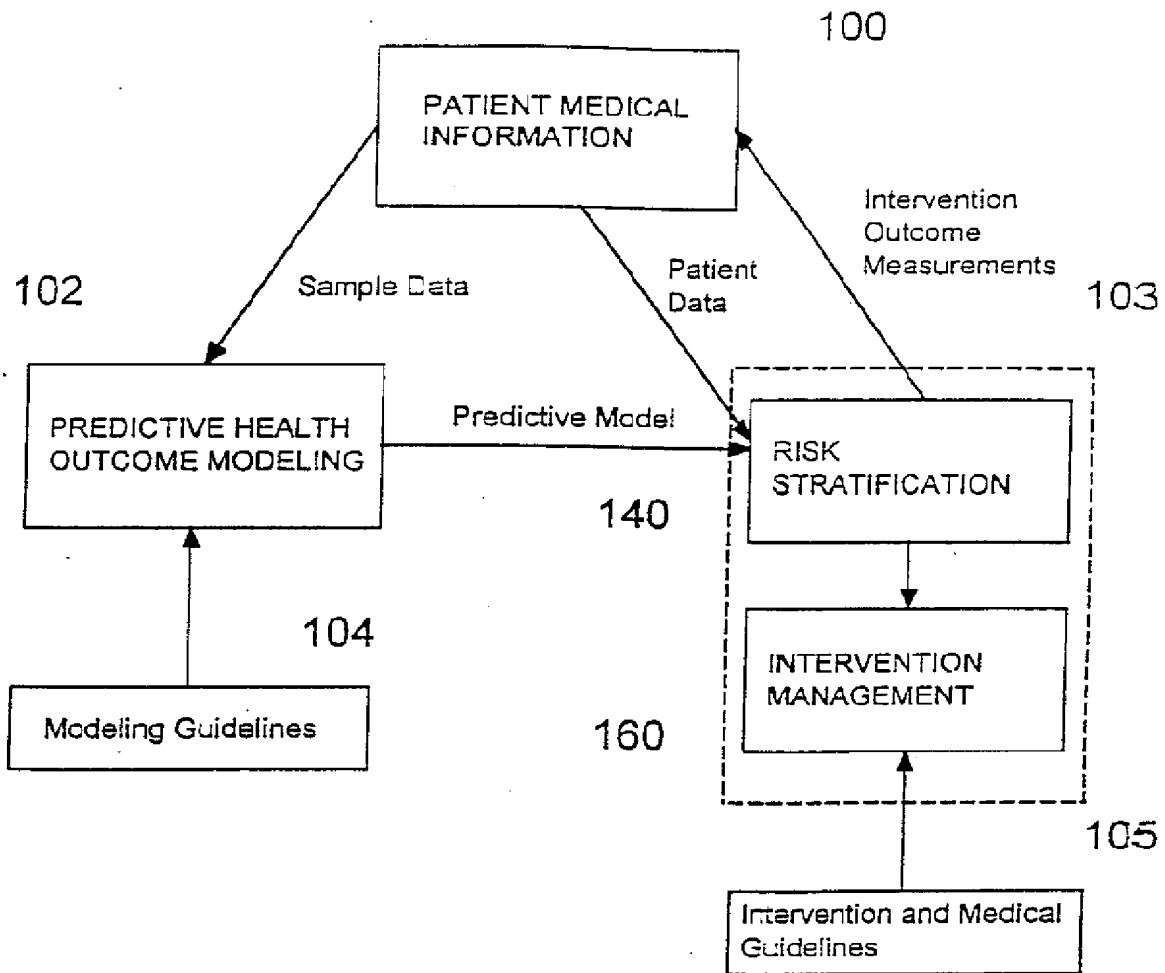 100
PATIENT MEDICAL
INFORMATION
Intervention
Outcome
Measurements
Sample Data
Patient
Data
102
103
PREDICTIVE HEALTH
OUTCOME MODELING
Predictive Model
RISK
STRATIFICATION
140
104
INTERVENTION
MANAGEMENT
Modeling Guidelines
160
105
Intervention and Medical
Guidelines